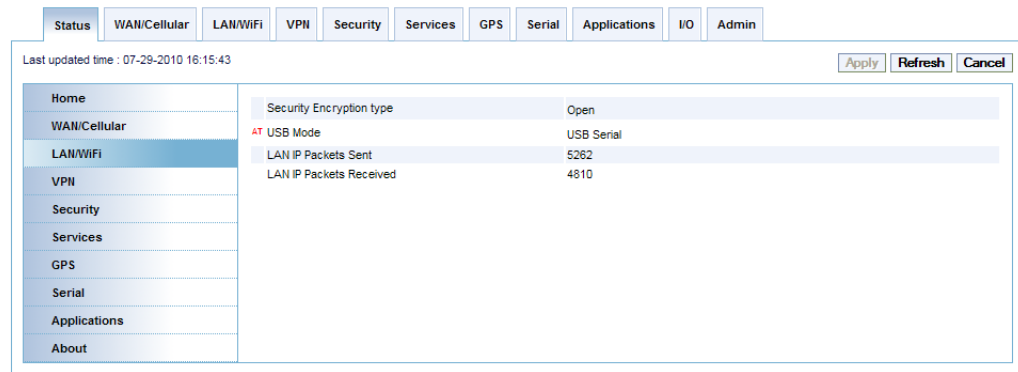 Status WAN/Cellular LAN/WiFi VPN Security Services GPS Serial Applications I/O Admin
Last updated time : 07-29-2010 16:15:43
Apply Refresh Cancel
Home
WAN/Cellular
LAN/WiFi
VPN
Security
Services
GPS
Serial
Applications
About
Security Encryption type Open
AT USB Mode USB Serial
LAN IP Packets Sent 5262
LAN IP Packets Received 4810